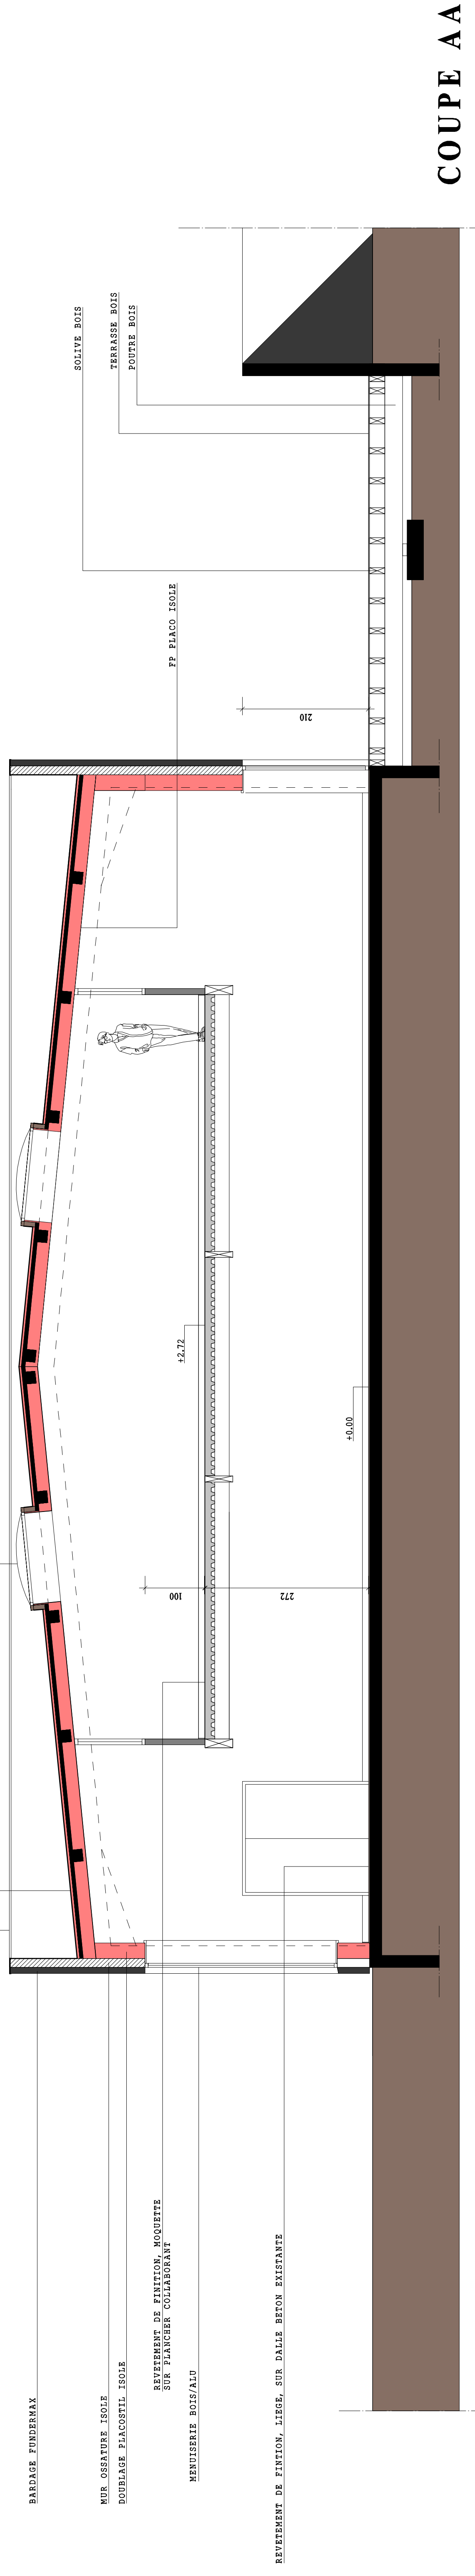 COUPE AA
SOLIVE BOIS
TERRASSE BOIS
POUTRE BOIS
FP PLACO ISOLE
210
+2.72
+0.00
100
272
REVETEMENT DE FINITION, MOQUETTE
SUR PLANCHER COLLABORANT
REVETEMENT DE FINTION, LIEGE, SUR DALLE BETON EXISTANTE
MENUISERIE BOIS/ALU
DOUBLAGE PLACOSTIL ISOLE
MUR OSSATURE ISOLE
BARDAGE FUNDERMAX